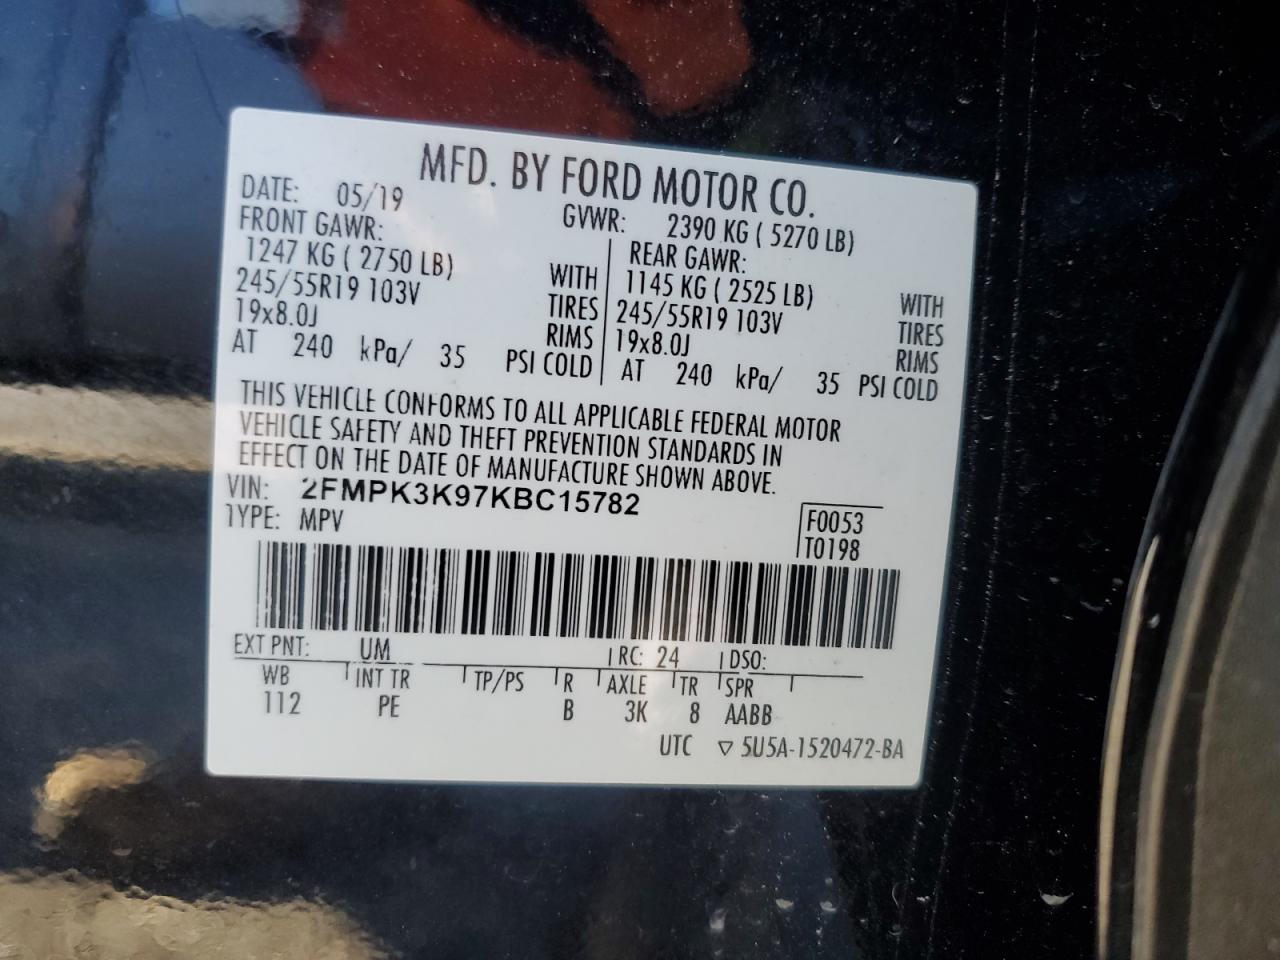 MFD. BY FORD MOTOR CO.
DATE: 05/19 GVWR: 2390 KG ( 5270 LB)
FRONT GAWR:
1247 KG ( 2750 LB) WITH
245/55R19 103V TIRES
19x8.0J RIMS
AT 240 kPa/ 35 PSI COLD
REAR GAWR:
1145 KG ( 2525 LB) WITH
245/55R19 103V TIRES
19x8.0J RIMS
AT 240 kPa/ 35 PSI COLD
THIS VEHICLE CONFORMS TO ALL APPLICABLE FEDERAL MOTOR
VEHICLE SAFETY AND THEFT PREVENTION STANDARDS IN
EFFECT ON THE DATE OF MANUFACTURE SHOWN ABOVE.
VIN: 2FMPK3K97KBC15782
TYPE: MPV
F0053
T0198
EXT PNT: UM RC: 24 DSO:
WB INT TR TP/PS R AXLE TR SPR
112 PE B 3K 8 AABB
UTC ▽ 5U5A-1520472-BA